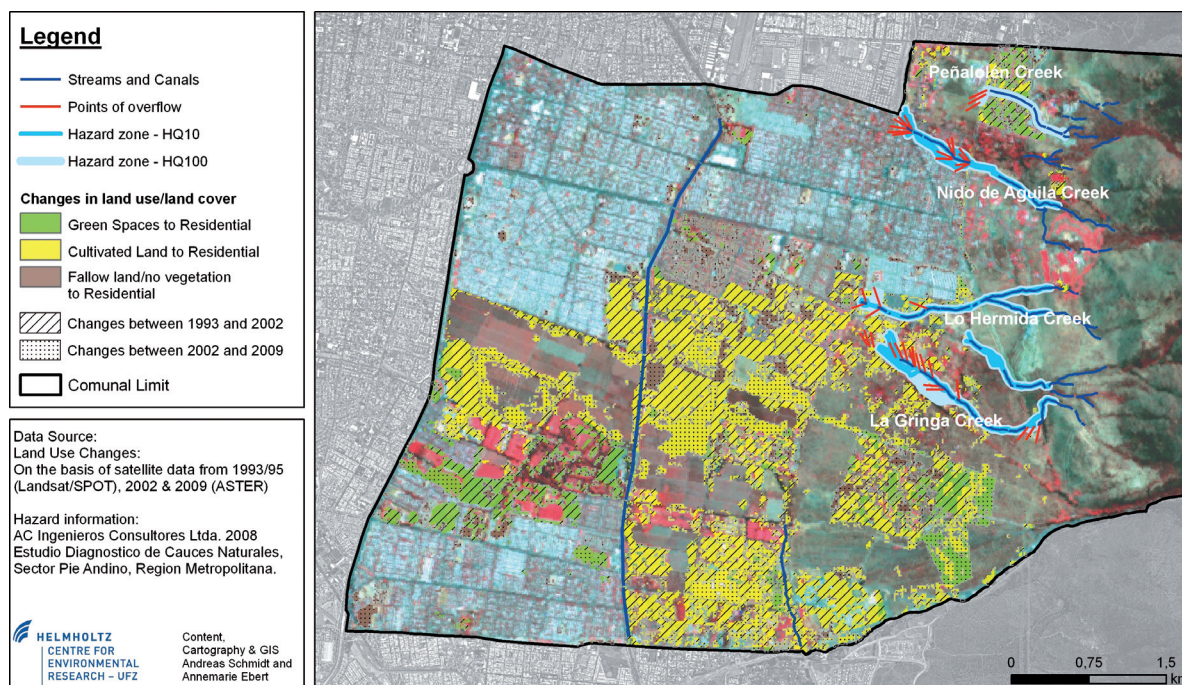 Legend
Streams and Canals
Points of overflow
Hazard zone - HQ10
Hazard zone - HQ100
Changes in land use/land cover
Green Spaces to Residential
Cultivated Land to Residential
Fallow land/no vegetation
to Residential
Changes between 1993 and 2002
Changes between 2002 and 2009
Comunal Limit
Data Source:
Land Use Changes:
On the basis of satellite data from 1993/95
(Landsat/SPOT), 2002 & 2009 (ASTER)
Hazard information:
AC Ingenieros Consultores Ltda. 2008
Estudio Diagnostico de Cauces Naturales,
Sector Pie Andino, Region Metropolitana.
HELMHOLTZ
CENTRE FOR
ENVIRONMENTAL
RESEARCH – UFZ
Content,
Cartography & GIS
Andreas Schmidt and
Annemarie Ebert
Peñalolén Creek
Nido de Aguila Creek
Lo Hermida Creek
La Gringa Creek
0 0,75 1,5
km